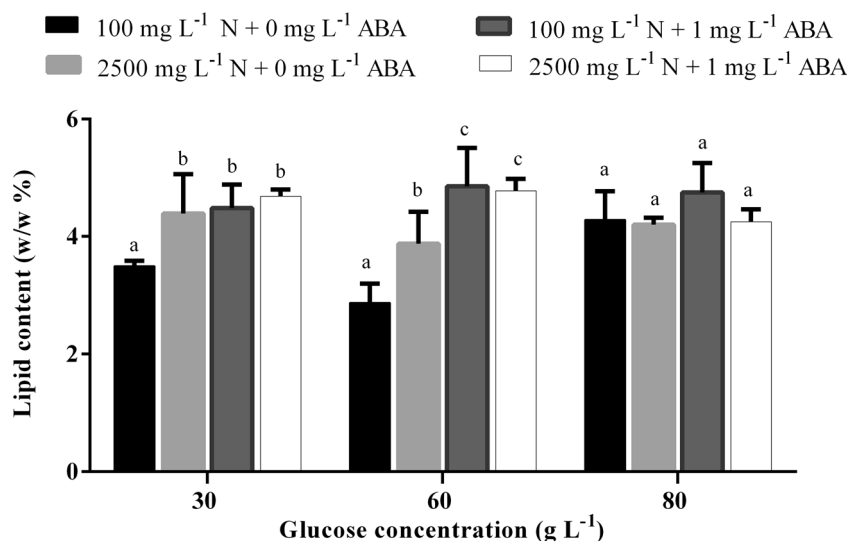 100 mg L⁻¹ N + 0 mg L⁻¹ ABA
100 mg L⁻¹ N + 1 mg L⁻¹ ABA
2500 mg L⁻¹ N + 0 mg L⁻¹ ABA
2500 mg L⁻¹ N + 1 mg L⁻¹ ABA
Lipid content (w/w %)
6
4
2
0
a
b
b
b
a
b
c
c
a
a
a
a
30
60
80
Glucose concentration (g L⁻¹)